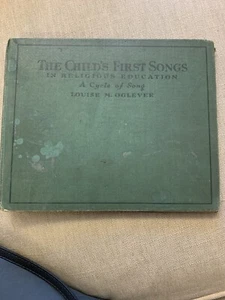 THE CHILD'S FIRST SONGS
IN RELIGIOUS EDUCATION
A Cycle of Song
LOUISE M. OGLEVEE